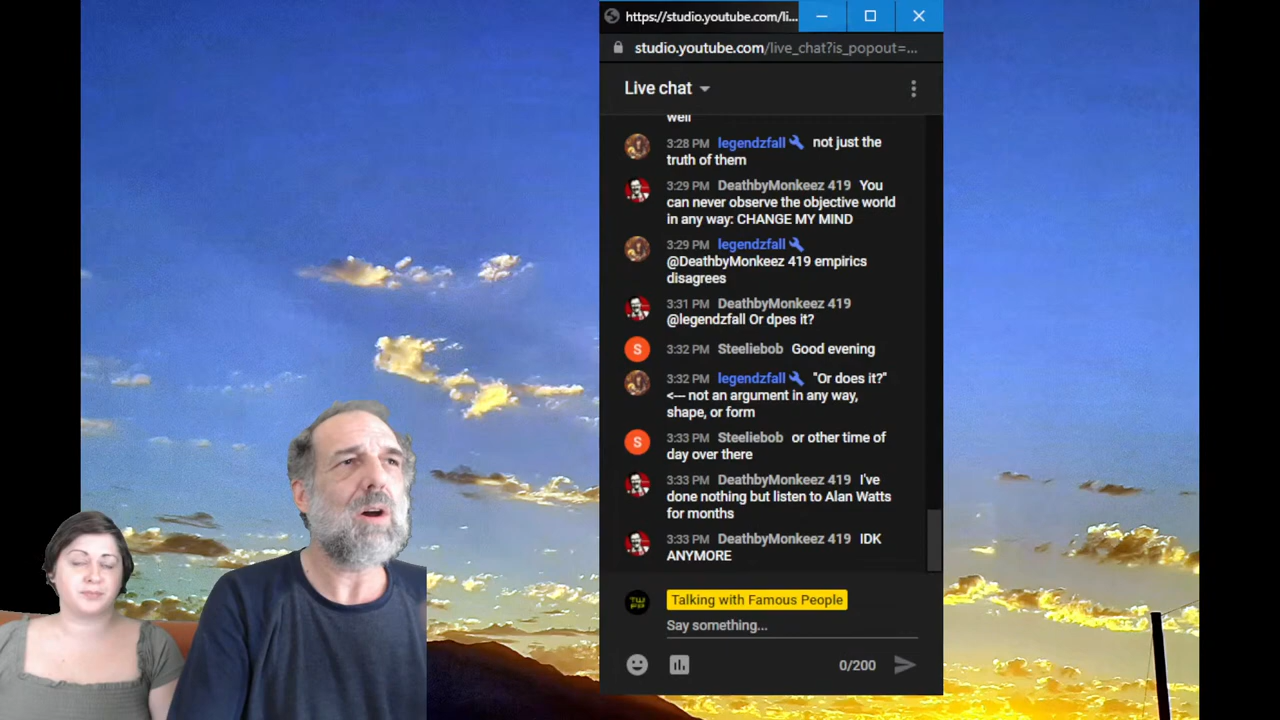 https://studio.youtube.com/li...
studio.youtube.com/live_chat?is_popout=...
Live chat
well
3:28 PM legendzfall not just the
truth of them
3:29 PM DeathbyMonkeez 419 You
can never observe the objective world
in any way: CHANGE MY MIND
3:29 PM legendzfall
@DeathbyMonkeez 419 empirics
disagrees
3:31 PM DeathbyMonkeez 419
@legendzfall Or dpes it?
S 3:32 PM Steeliebob Good evening
3:32 PM legendzfall "Or does it?"
<--- not an argument in any way,
shape, or form
S 3:33 PM Steeliebob or other time of
day over there
3:33 PM DeathbyMonkeez 419 I've
done nothing but listen to Alan Watts
for months
3:33 PM DeathbyMonkeez 419 IDK
ANYMORE
Talking with Famous People
Say something...
0/200